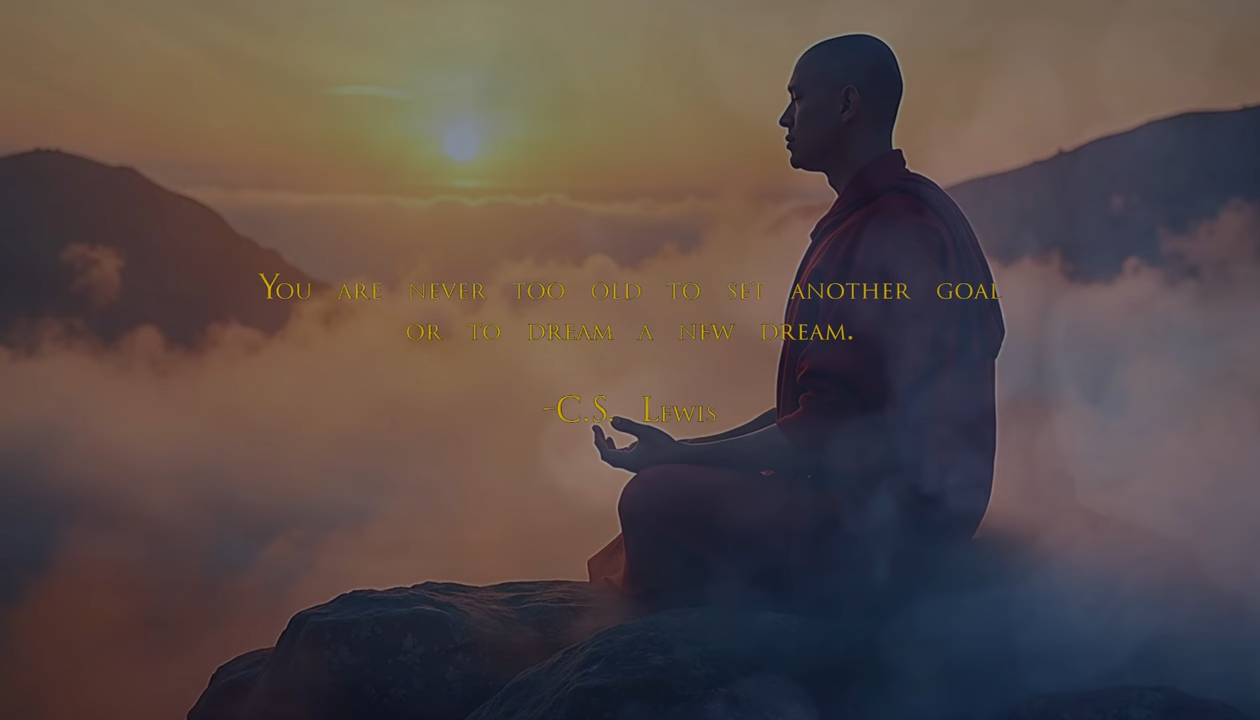 You are never too old to set another goal
or to dream a new dream.
-C.S. Lewis